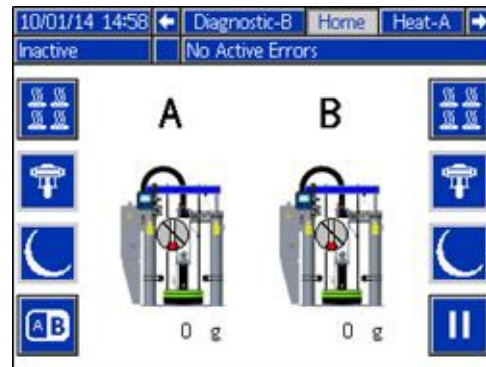 10/01/14 14:58 Diagnostic-B Home Heat-A
Inactive No Active Errors
A B
0 g 0 g
A B